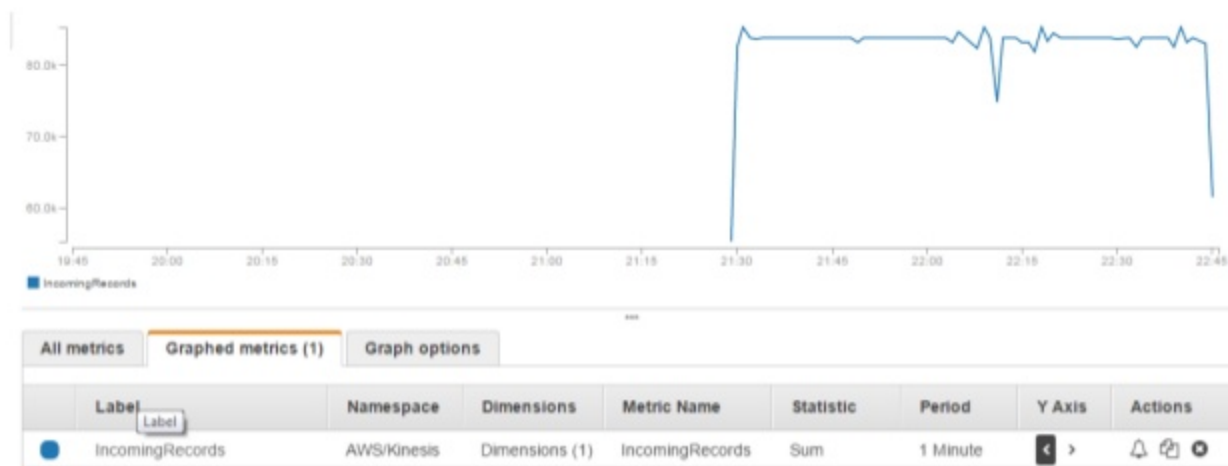 80.0k
70.0k
60.0k
19:45 20:00 20:15 20:30 20:45 21:00 21:15 21:30 21:45 22:00 22:15 22:30 22:45
IncomingRecords
All metrics Graphed metrics (1) Graph options
Label Namespace Dimensions Metric Name Statistic Period Y Axis Actions
Label
IncomingRecords AWS/Kinesis Dimensions (1) IncomingRecords Sum 1 Minute